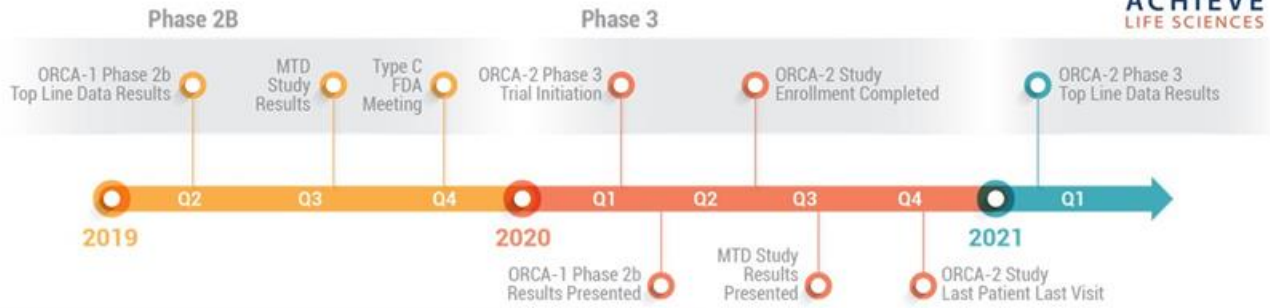 Phase 2B
Phase 3
ACHIEVE
LIFE SCIENCES
ORCA-1 Phase 2b
Top Line Data Results
MTD
Study
Results
Type C
FDA
Meeting
ORCA-2 Phase 3
Trial Initiation
ORCA-2 Study
Enrollment Completed
ORCA-2 Phase 3
Top Line Data Results
Q2
Q3
Q4
Q1
Q2
Q3
Q4
Q1
2019
2020
2021
ORCA-1 Phase 2b
Results Presented
MTD Study
Results
Presented
ORCA-2 Study
Last Patient Last Visit